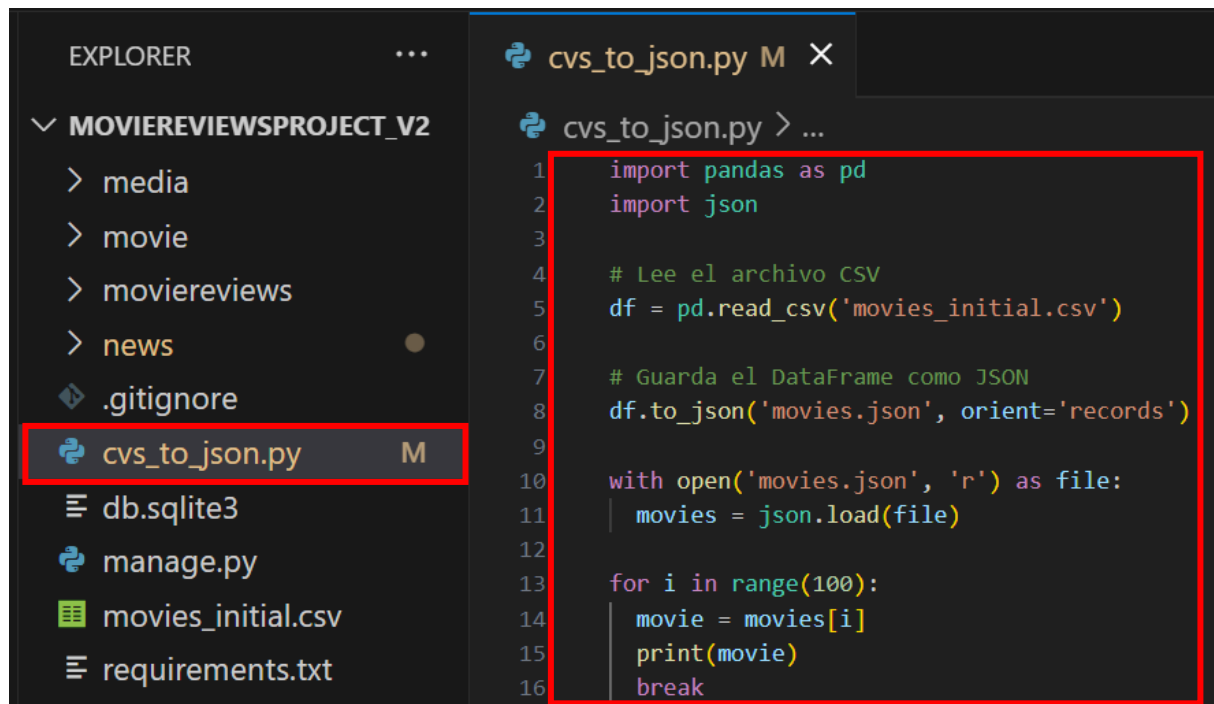 EXPLORER ...
MOVIEREVIEWSPROJECT_V2
media
movie
moviereviews
news
.gitignore
cvs_to_json.py M
db.sqlite3
manage.py
movies_initial.csv
requirements.txt
cvs_to_json.py M
cvs_to_json.py > ...
1 import pandas as pd
2 import json
3
4 # Lee el archivo CSV
5 df = pd.read_csv('movies_initial.csv')
6
7 # Guarda el DataFrame como JSON
8 df.to_json('movies.json', orient='records')
9
10 with open('movies.json', 'r') as file:
11 movies = json.load(file)
12
13 for i in range(100):
14 movie = movies[i]
15 print(movie)
16 break